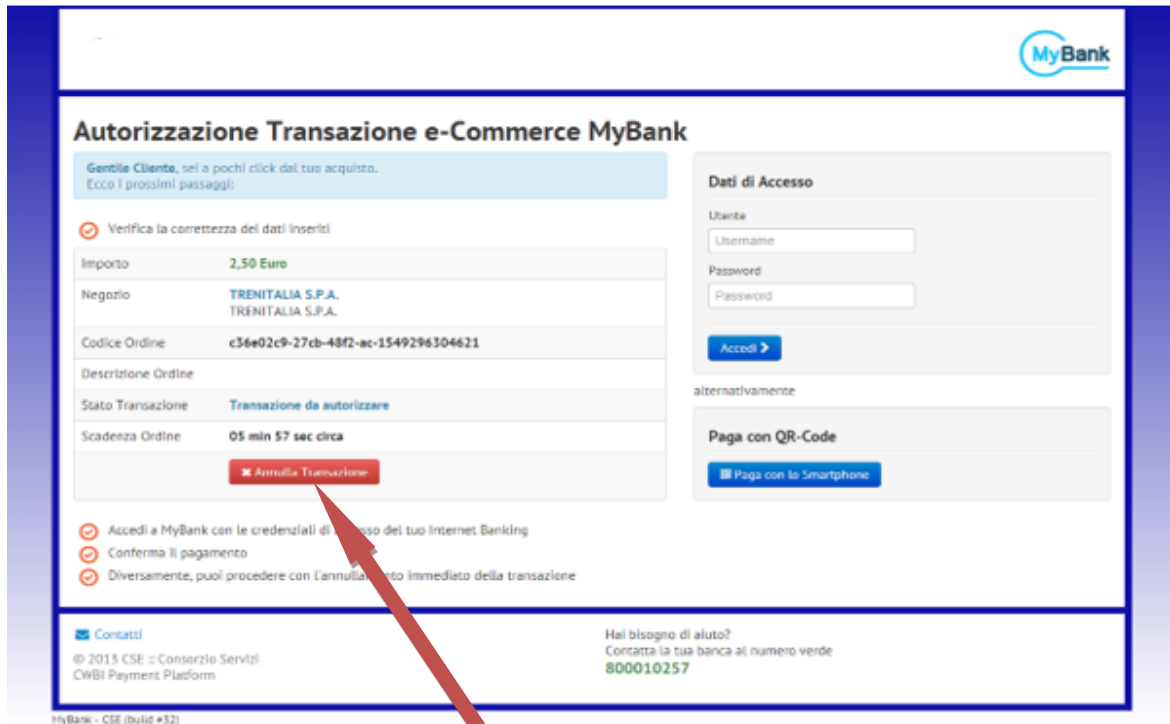 MyBank
Autorizzazione Transazione e-Commerce MyBank
Gentile Cliente, sei a pochi click dal tuo acquisto.
Ecco i prossimi passaggi:
Verifica la correttezza dei dati inseriti
Importo 2,50 Euro
Negozio TRENITALIA S.P.A.
TRENITALIA S.P.A.
Codice Ordine c36e02c9-27cb-48f2-ac-1549296304621
Descrizione Ordine
Stato Transazione Transazione da autorizzare
Scadenza Ordine 05 min 57 sec circa
Annulla Transazione
Accedi a MyBank con le credenziali di sso del tuo Internet Banking
Conferma il pagamento
Diversamente, puoi procedere con l'annulla nto immediato della transazione
Dati di Accesso
Utente
Username
Password
Password
Accedi
alternativamente
Paga con QR-Code
Paga con lo Smartphone
Contatti
© 2013 CSE :: Consorzio Servizi
CWBI Payment Platform
Hai bisogno di aiuto?
Contatta la tua banca al numero verde
800010257
MyBank - CSE (build #32)